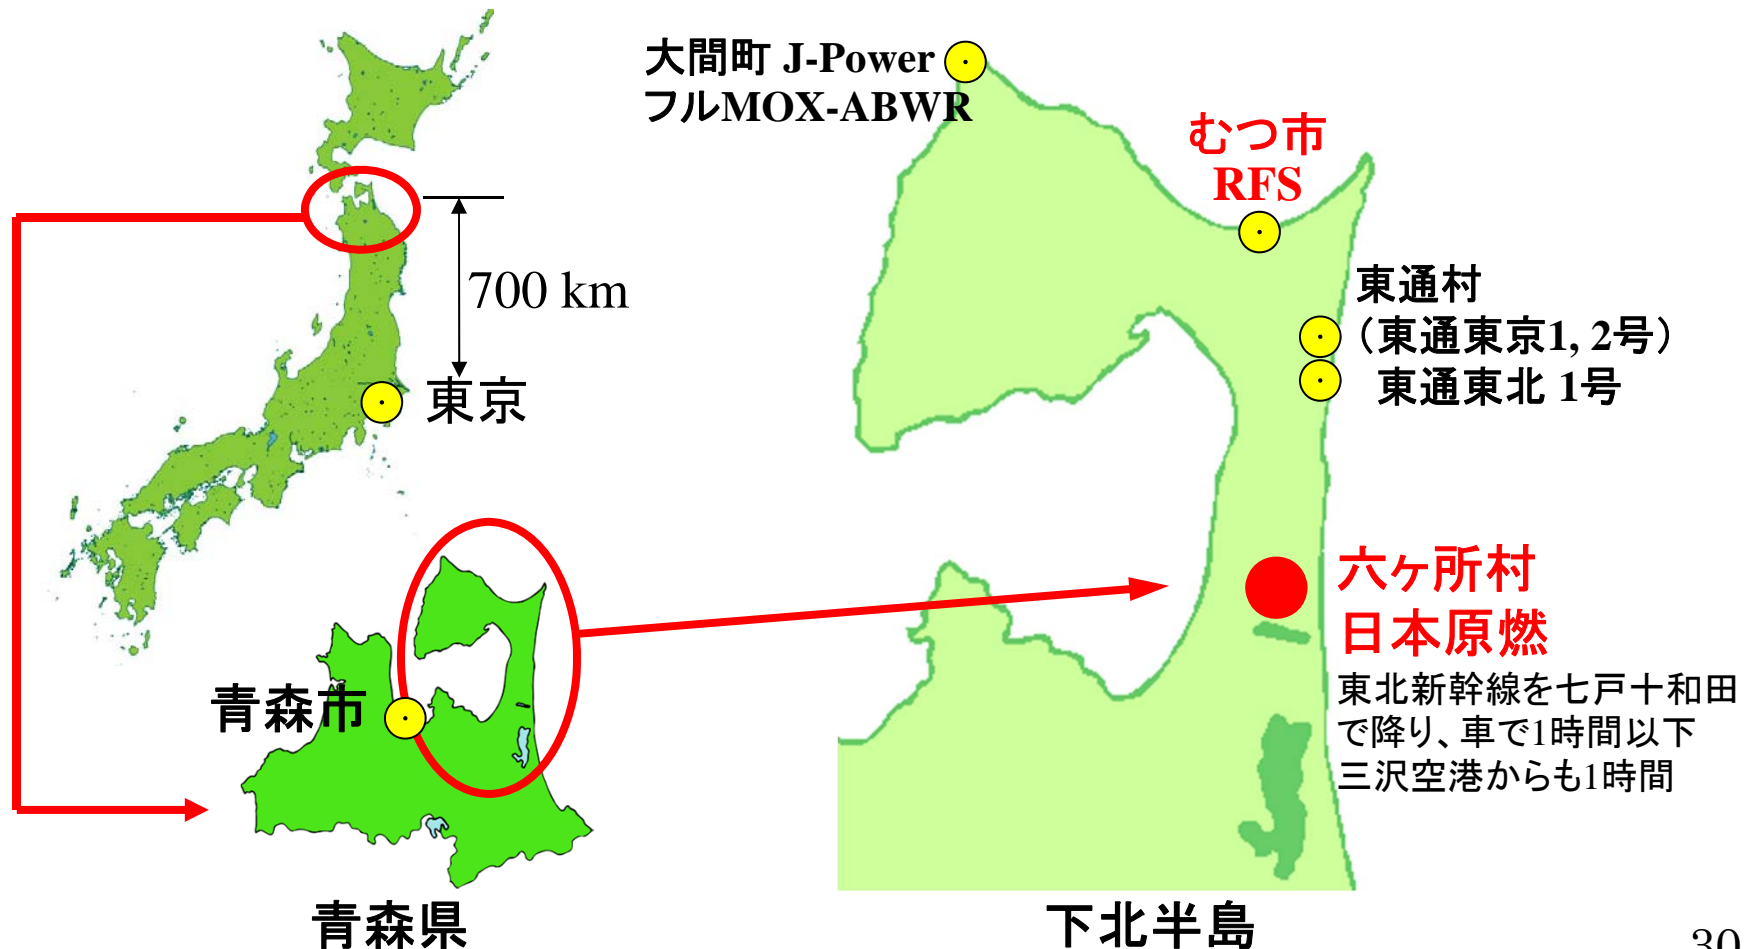 大間町 J-Power
フルMOX-ABWR
むつ市
RFS
700 km
東京
東通村
（東通東京1, 2号）
東通東北 1号
六ヶ所村
日本原燃
東北新幹線を七戸十和田
で降り、車で1時間以下
三沢空港からも1時間
青森市
青森県
下北半島
30